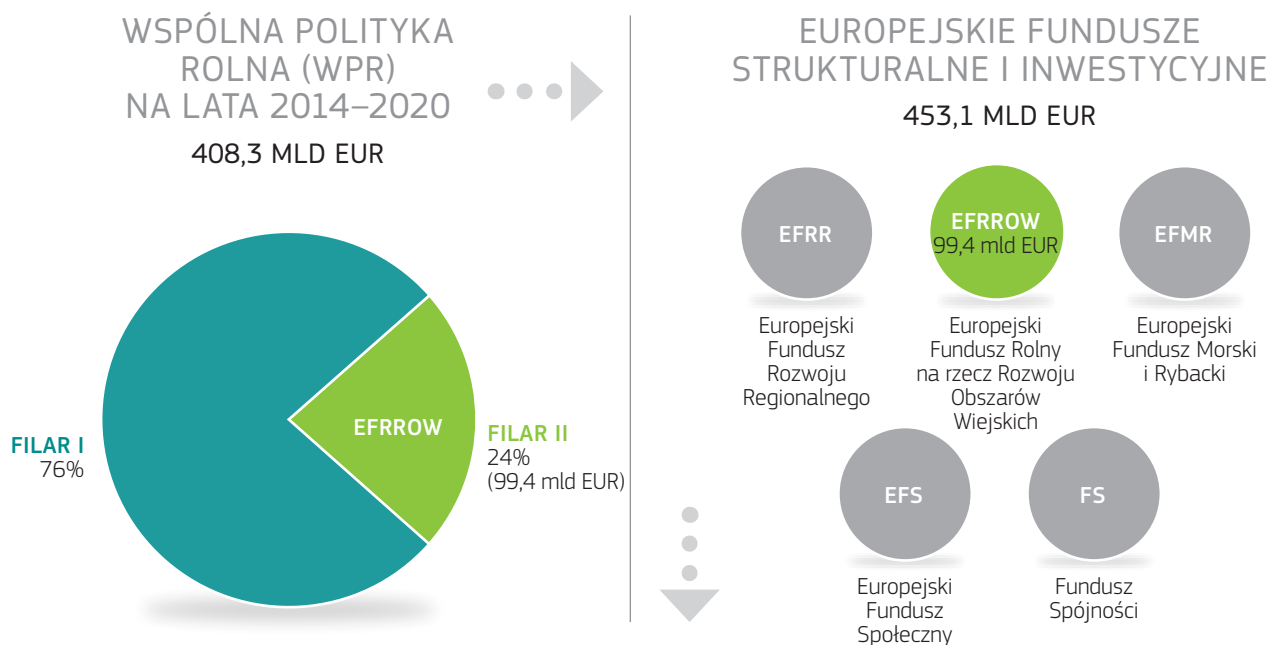 WSPÓLNA POLITYKA
ROLNA (WPR)
NA LATA 2014–2020
408,3 MLD EUR
FILAR I
76%
EFRROW
FILAR II
24%
(99,4 mld EUR)
EUROPEJSKIE FUNDUSZE
STRUKTURALNE I INWESTYCYJNE
453,1 MLD EUR
EFRR
Europejski
Fundusz
Rozwoju
Regionalnego
EFRROW
99,4 mld EUR
Europejski
Fundusz Rolny
na rzecz Rozwoju
Obszarów
Wiejskich
EFMR
Europejski
Fundusz Morski
i Rybacki
EFS
Europejski
Fundusz
Społeczny
FS
Fundusz
Spójności